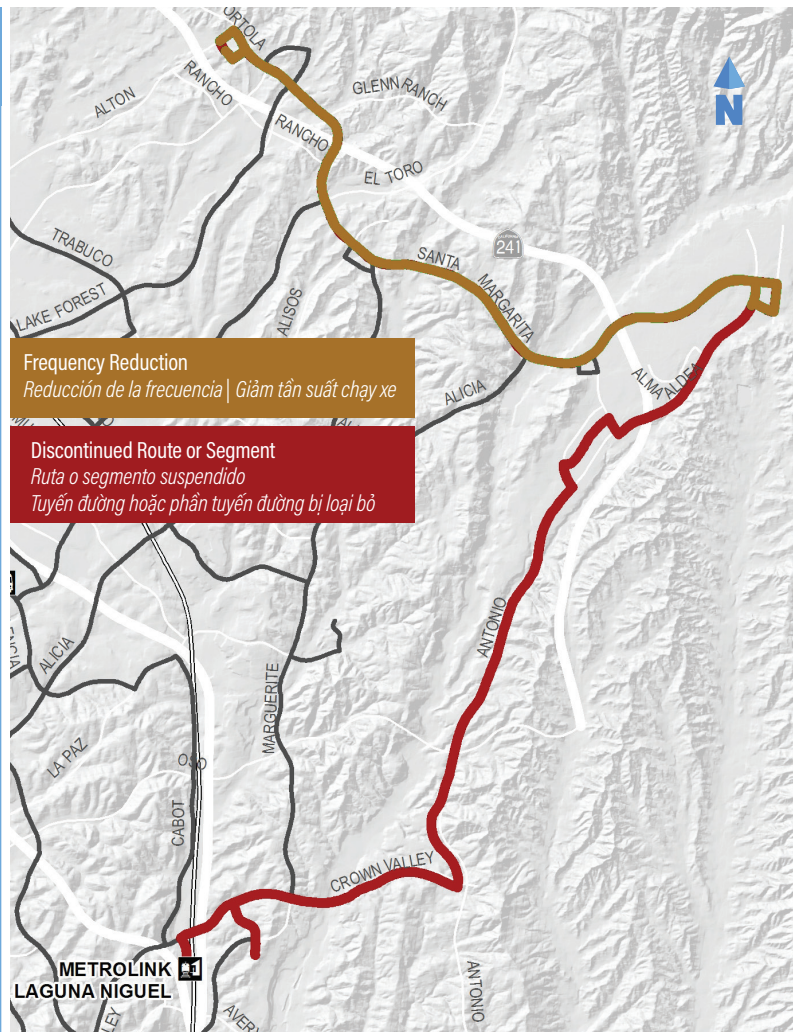 ORTOLA
RANCHO
ALTON
GLENN RANCH
RANCHO
N
EL TORO
TRABUCO
SANTA
CALIFORNIA
241
MARGARITA
LAKE FOREST
ALISOS
Frequency Reduction
Reducción de la frecuencia | Giảm tần suất chạy xe
ALMA ALDEA
ALICIA
Discontinued Route or Segment
Ruta o segmento suspendido
Tuyến đường hoặc phần tuyến đường bị loại bỏ
ANTONIO
ALICIA
MARGUERITE
LA PAZ
OSO
CABOT
CROWN VALLEY
METROLINK
LAGUNA NIGUEL
ANTONIO